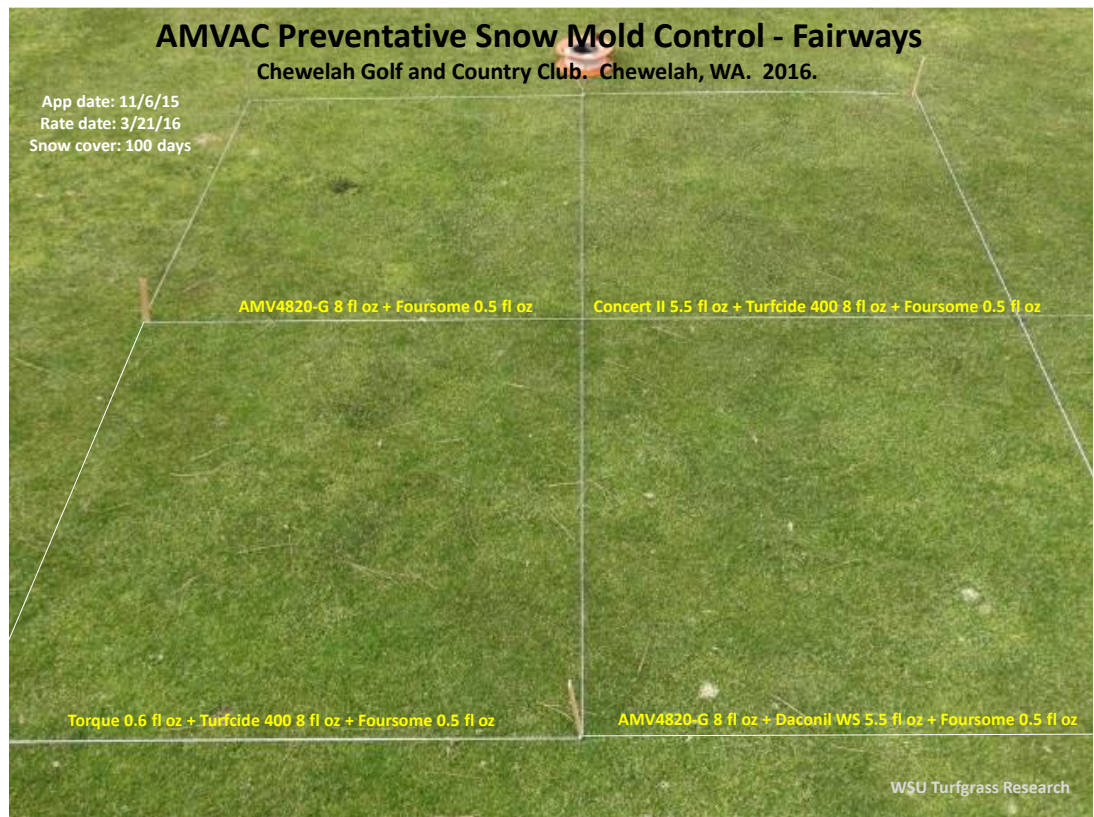 AMVAC Preventative Snow Mold Control - Fairways
Chewelah Golf and Country Club.  Chewelah, WA.  2016.
App date: 11/6/15
Rate date: 3/21/16
Snow cover: 100 days
AMV4820-G 8 fl oz + Foursome 0.5 fl oz
Concert II 5.5 fl oz + Turfcide 400 8 fl oz + Foursome 0.5 fl oz
Torque 0.6 fl oz + Turfcide 400 8 fl oz + Foursome 0.5 fl oz
AMV4820-G 8 fl oz + Daconil WS 5.5 fl oz + Foursome 0.5 fl oz
WSU Turfgrass Research